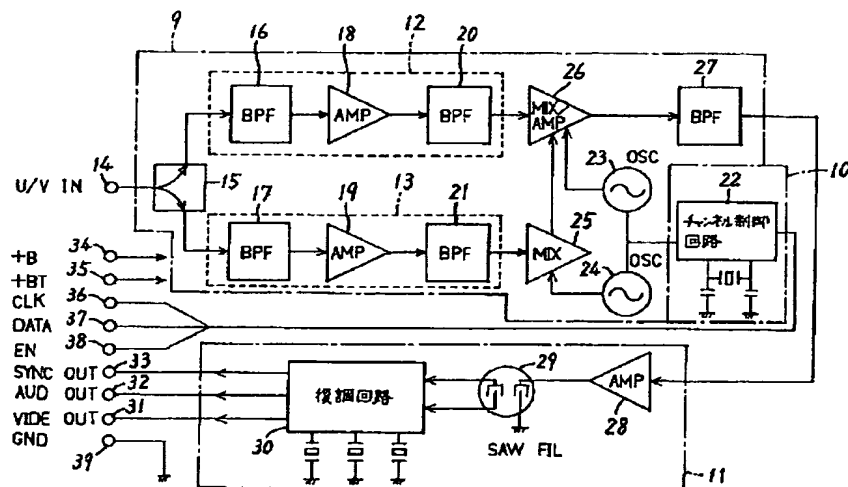 9
16
18
12
20
26
27
BPF
AMP
BPF
MIX
AMP
BPF
14
U/V IN
15
23
OSC
10
22
チャンネル制御
回路
17
19
13
21
25
BPF
AMP
BPF
MIX
24
OSC
+B
34
+BT
35
CLK
36
DATA
37
EN
38
SYNC OUT
33
AUD OUT
32
VIDE OUT
31
GND
39
復調回路
30
29
SAW FIL
AMP
28
11